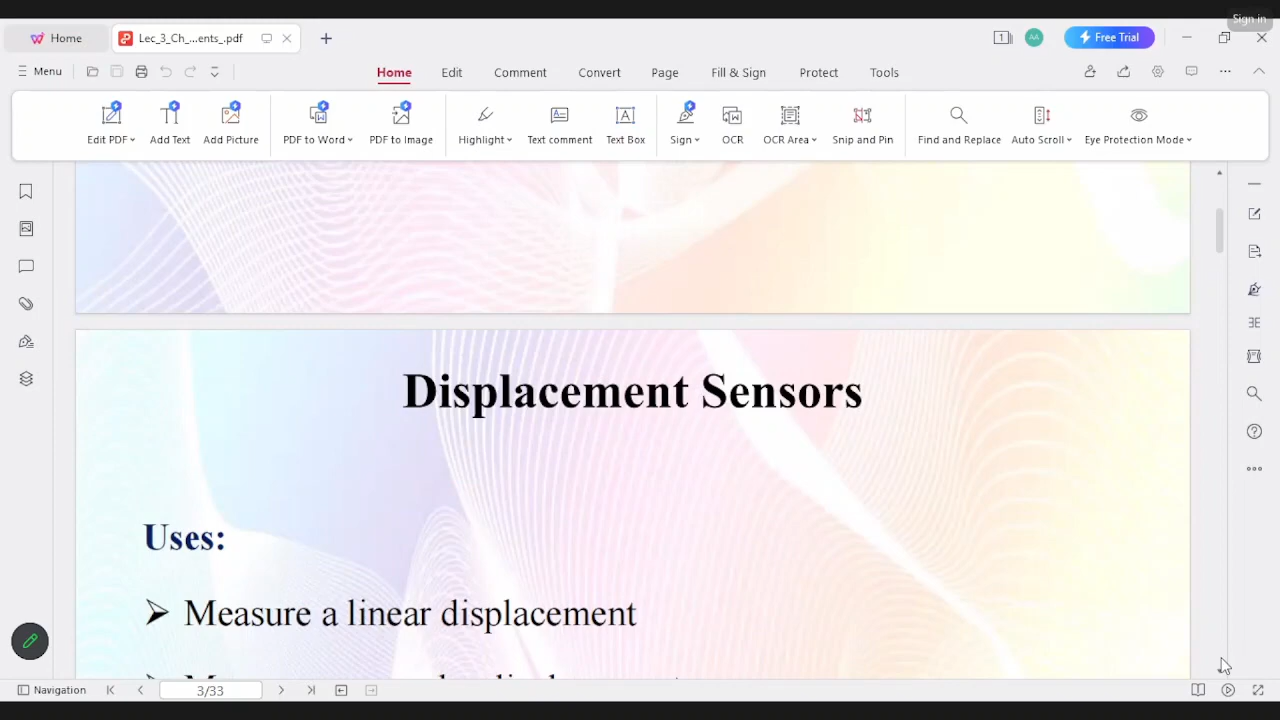 Sign in
Home
Lec_3_Ch_...ents_.pdf
1
AA
Free Trial
Menu
Home
Edit
Comment
Convert
Page
Fill & Sign
Protect
Tools
Edit PDF
Add Text
Add Picture
PDF to Word
PDF to Image
Highlight
Text comment
Text Box
Sign
OCR
OCR Area
Snip and Pin
Find and Replace
Auto Scroll
Eye Protection Mode
Displacement Sensors
Uses:
Measure a linear displacement
Navigation
3/33